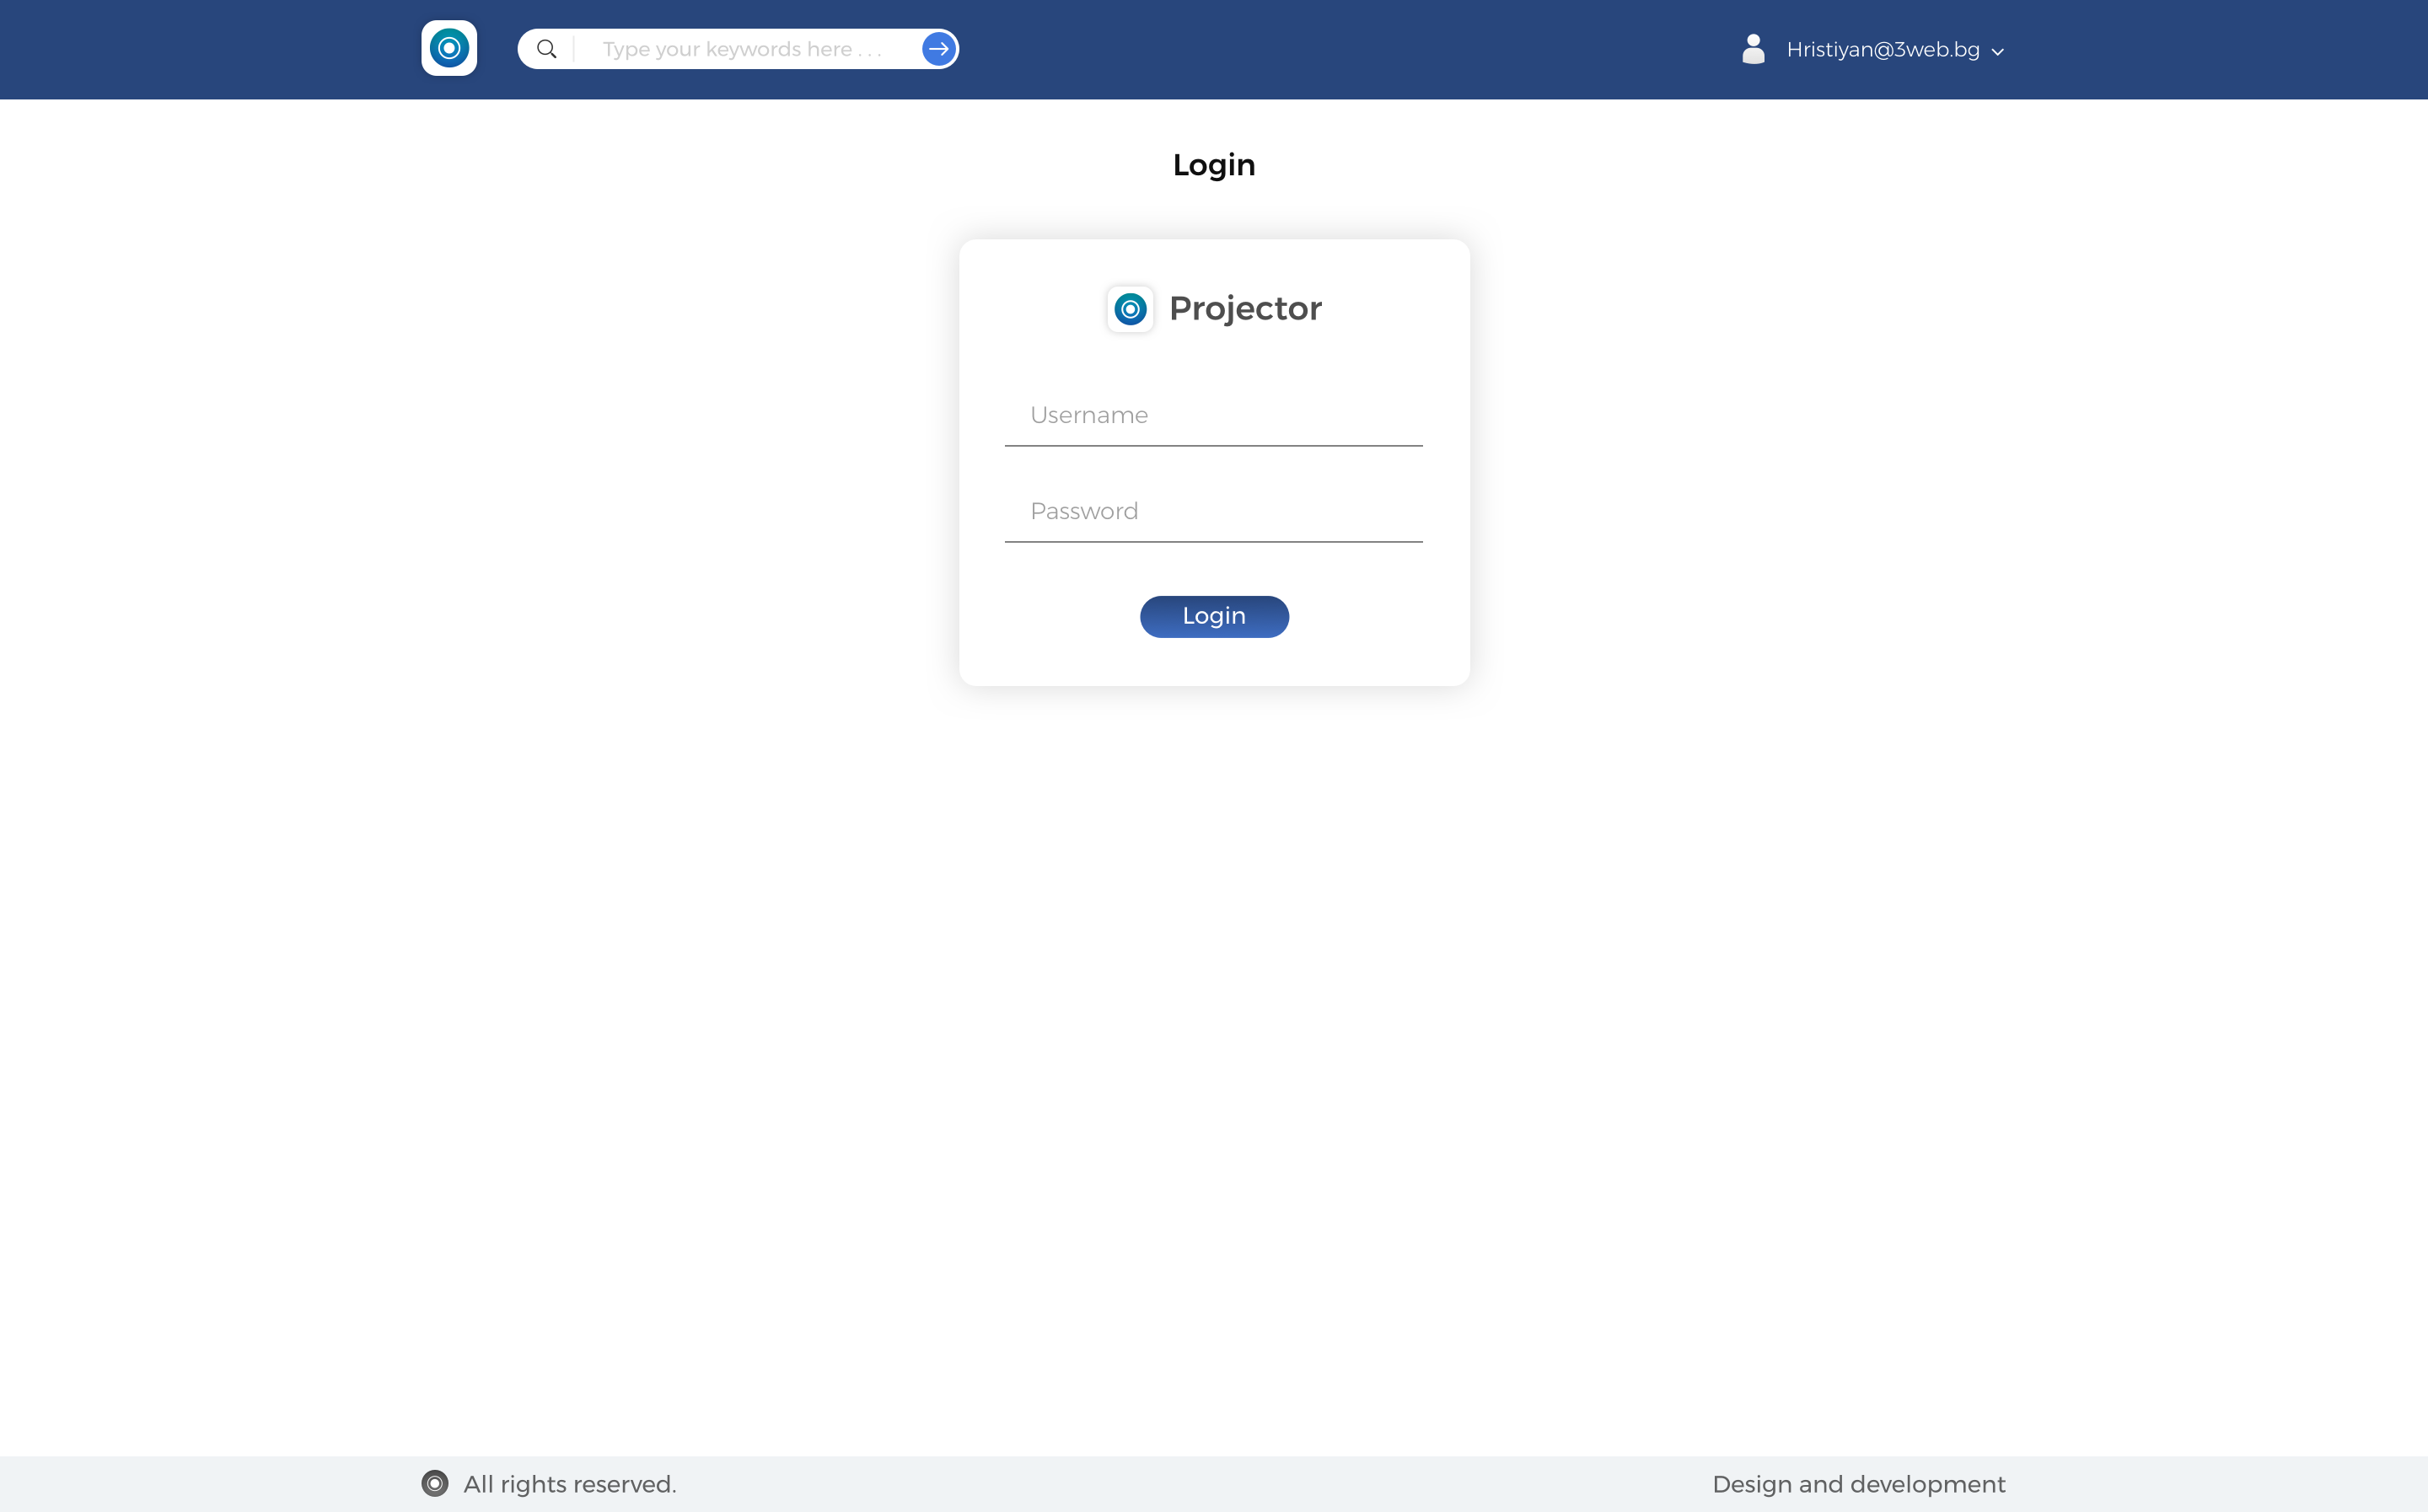 Type your keywords here . . .
Hristiyan@3web.bg
Login
Projector
Username
Password
Login
All rights reserved.
Design and development